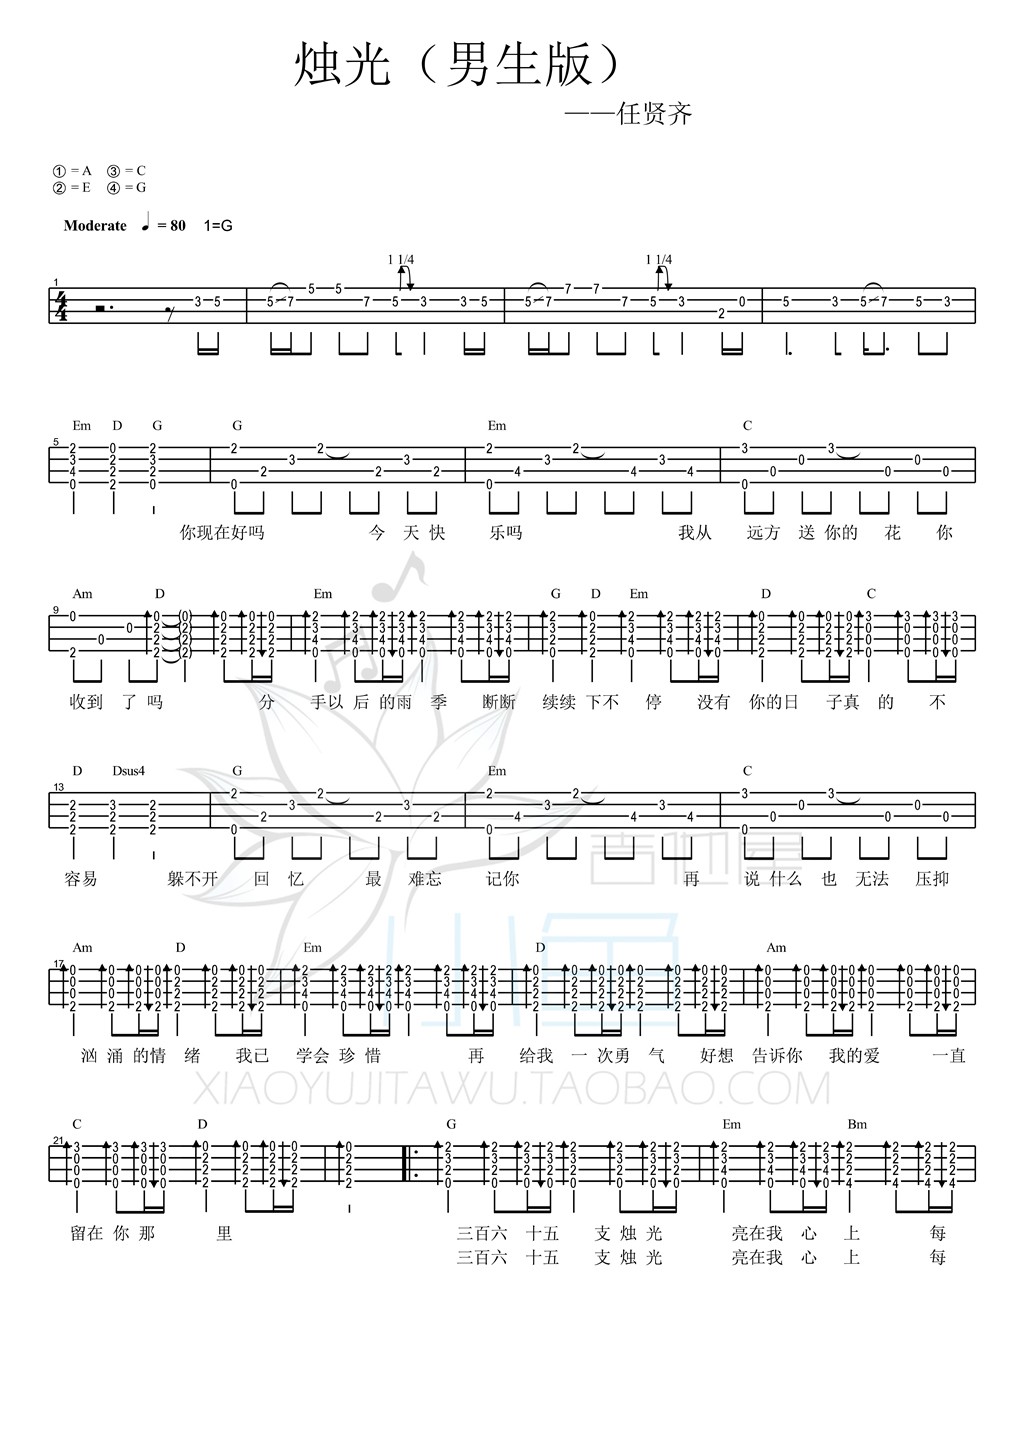 烛光（男生版）
——任贤齐
① = A ③ = C
② = E ④ = G
Moderate ♩ = 80 1=G
1 1/4 1 1/4
1
Em D G G Em C
5
你现在好吗 今 天 快 乐吗 我从 远方 送 你的 花 你
Am D Em G D Em D C
9
收到 了 吗 分 手以 后 的雨 季 断断 续续 下不 停 没有 你的日 子真 的 不
D Dsus4 G Em C
13
容易 躲不开 回 忆 最 难忘 记你 再 说 什么 也 无法 压抑
Am D Em D Am
17
汹 涌 的情 绪 我已 学会 珍 惜 再 给我 一 次勇 气 好想 告诉你 我的爱 一直
XIAOYUJITAWU.TAOBAO.COM
C D G Em Bm
21
留在 你 那 里 三百六 十五 支 烛 光 亮在我 心 上 每
三百六 十五 支 烛 光 亮在我 心 上 每